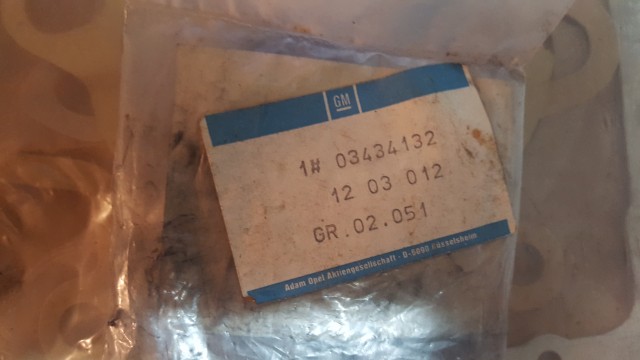 GM
1# 03434132
12 03 012
GR.02.051
Adam Opel Aktiengesellschaft - D-6090 Rüsselsheim